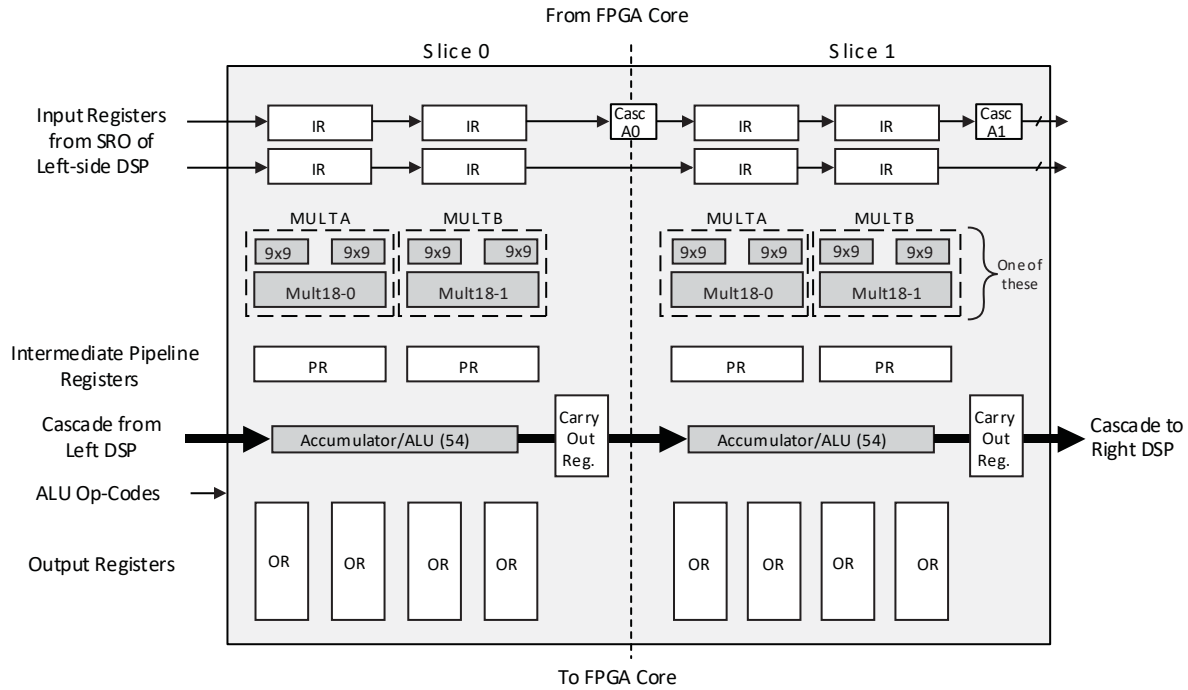 From FPGA Core
Slice 0
Slice 1
Input Registers
from SRO of
Left-side DSP
IR
IR
Casc
A0
IR
IR
Casc
A1
IR
IR
IR
IR
MULTA
MULTB
MULTA
MULTB
9x9
9x9
9x9
9x9
9x9
9x9
9x9
9x9
Mult18-0
Mult18-1
Mult18-0
Mult18-1
One of
these
Intermediate Pipeline
Registers
PR
PR
PR
PR
Cascade from
Left DSP
Accumulator/ALU (54)
Carry
Out
Reg.
Accumulator/ALU (54)
Carry
Out
Reg.
Cascade to
Right DSP
ALU Op-Codes
Output Registers
OR
OR
OR
OR
OR
OR
OR
OR
To FPGA Core